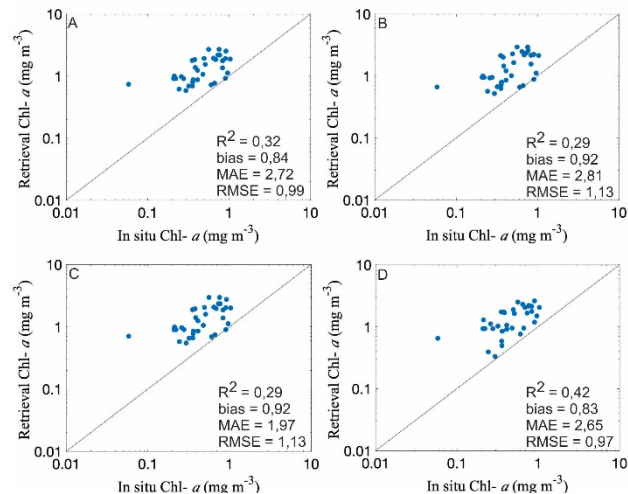 A
Retrieval Chl- a (mg m-3)
10
1
0.1
0.01
R2 = 0,32
bias = 0,84
MAE = 2,72
RMSE = 0,99
0.01 0.1 1 10
In situ Chl- a (mg m-3)
B
Retrieval Chl- a (mg m-3)
10
1
0.1
0.01
R2 = 0,29
bias = 0,92
MAE = 2,81
RMSE = 1,13
0.01 0.1 1 10
In situ Chl- a (mg m-3)
C
Retrieval Chl- a (mg m-3)
10
1
0.1
0.01
R2 = 0,29
bias = 0,92
MAE = 1,97
RMSE = 1,13
0.01 0.1 1 10
In situ Chl- a (mg m-3)
D
Retrieval Chl- a (mg m-3)
10
1
0.1
0.01
R2 = 0,42
bias = 0,83
MAE = 2,65
RMSE = 0,97
0.01 0.1 1 10
In situ Chl- a (mg m-3)